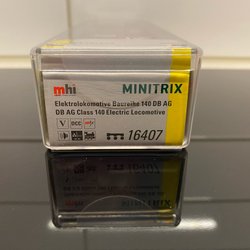 mhi MINITRIX
Elektrolokomotive Baureihe 140 DB AG
DB AG Class 140 Electric Locomotive
V DCC
16407